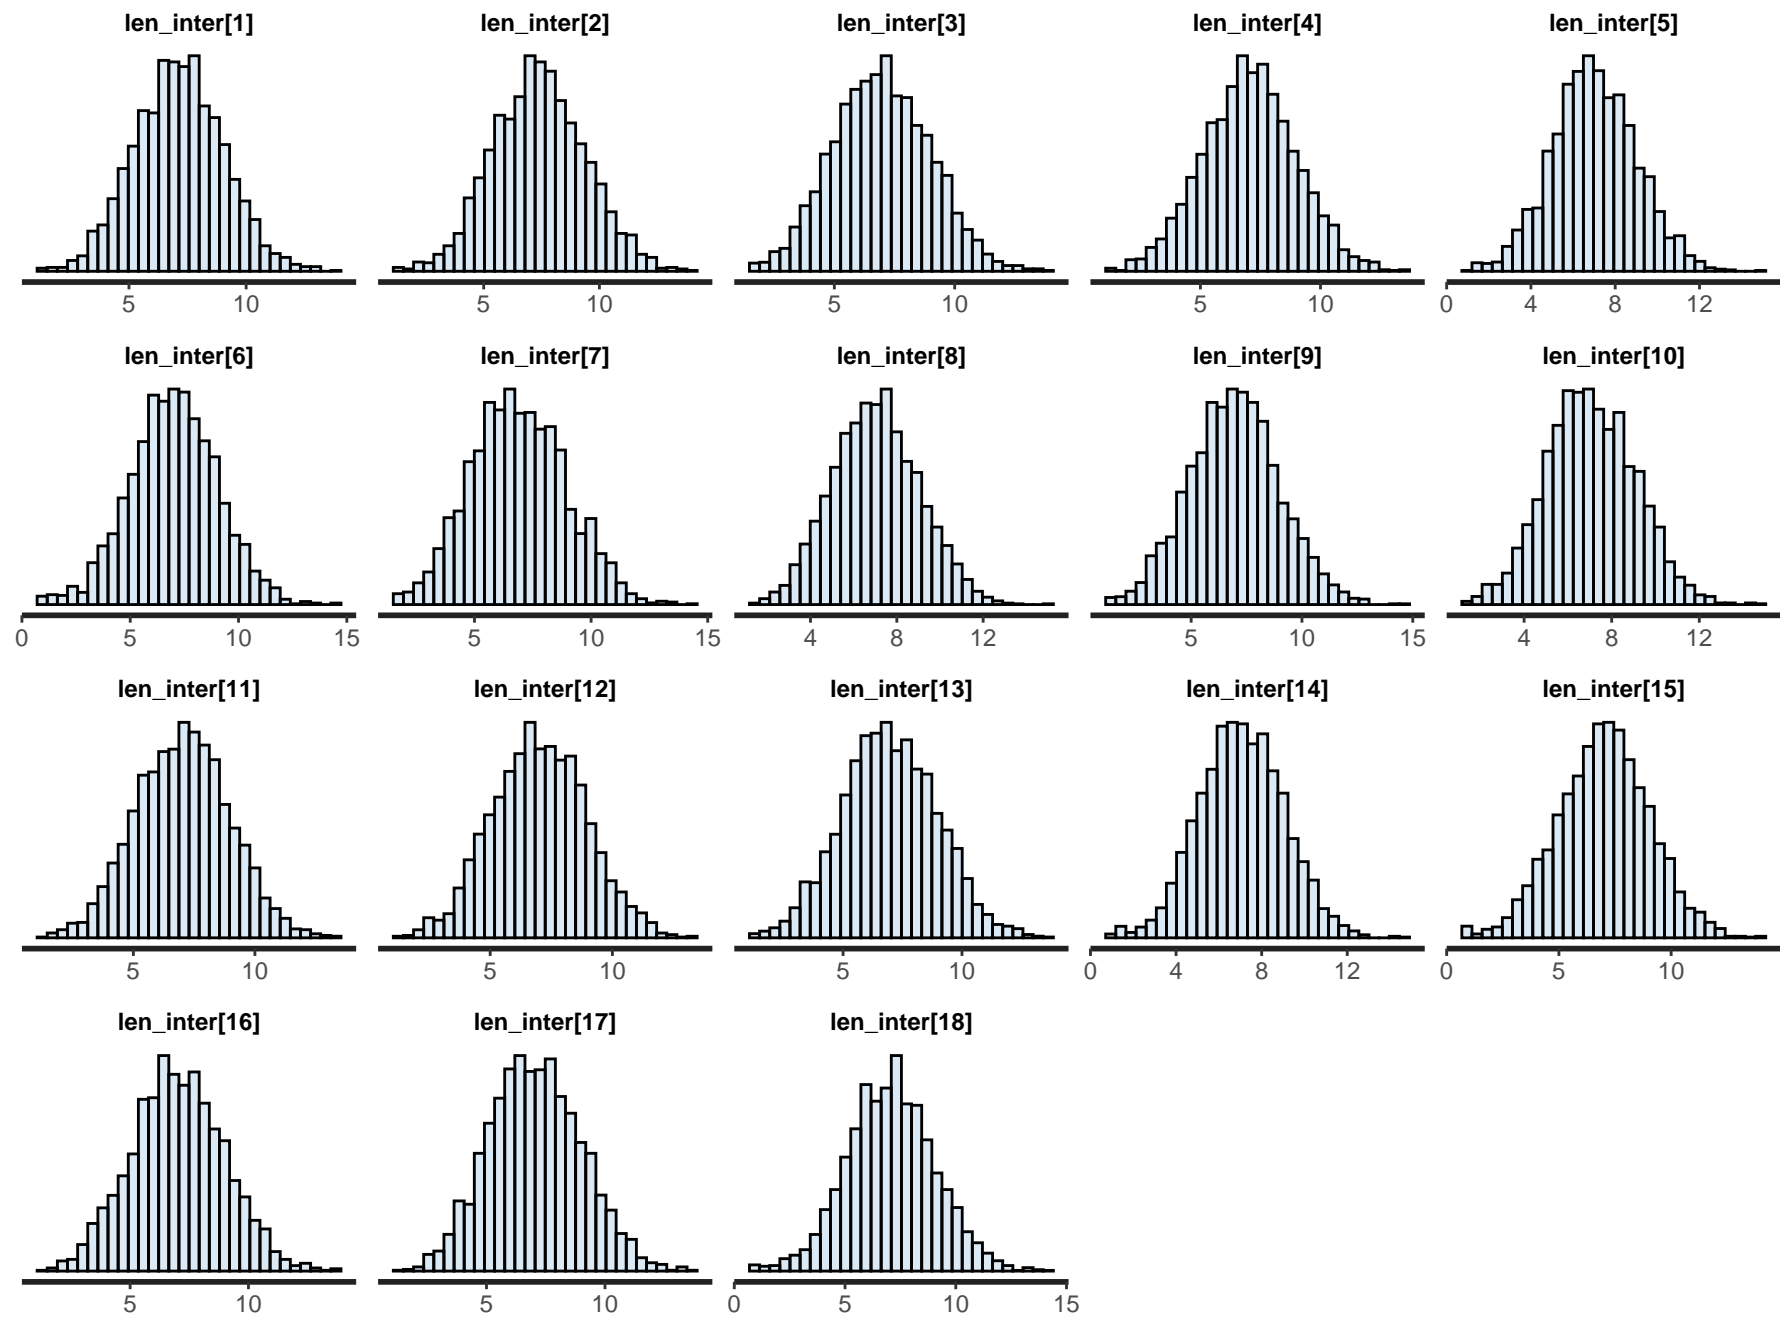 len_inter[1] len_inter[2] len_inter[3] len_inter[4] len_inter[5]
5 10 5 10 5 10 5 10 0 4 8 12
len_inter[6] len_inter[7] len_inter[8] len_inter[9] len_inter[10]
0 5 10 15 5 10 15 4 8 12 5 10 15 4 8 12
len_inter[11] len_inter[12] len_inter[13] len_inter[14] len_inter[15]
5 10 5 10 5 10 0 4 8 12 0 5 10
len_inter[16] len_inter[17] len_inter[18]
5 10 5 10 0 5 10 15